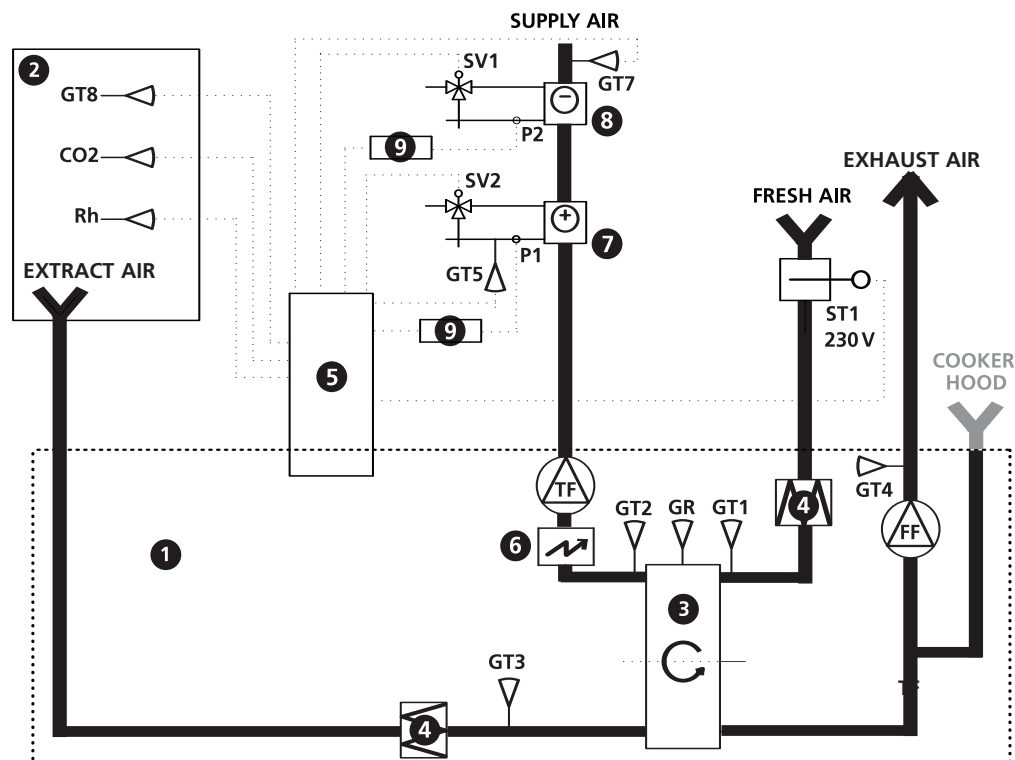 SUPPLY AIR
2
SV1
GT8
GT7
−
8
P2
CO2
9
EXHAUST AIR
SV2
FRESH AIR
Rh
+
7
P1
EXTRACT AIR
GT5
ST1
230 V
9
5
COOKER
HOOD
TF
GT4
4
GT2
GR
GT1
FF
6
1
3
GT3
4